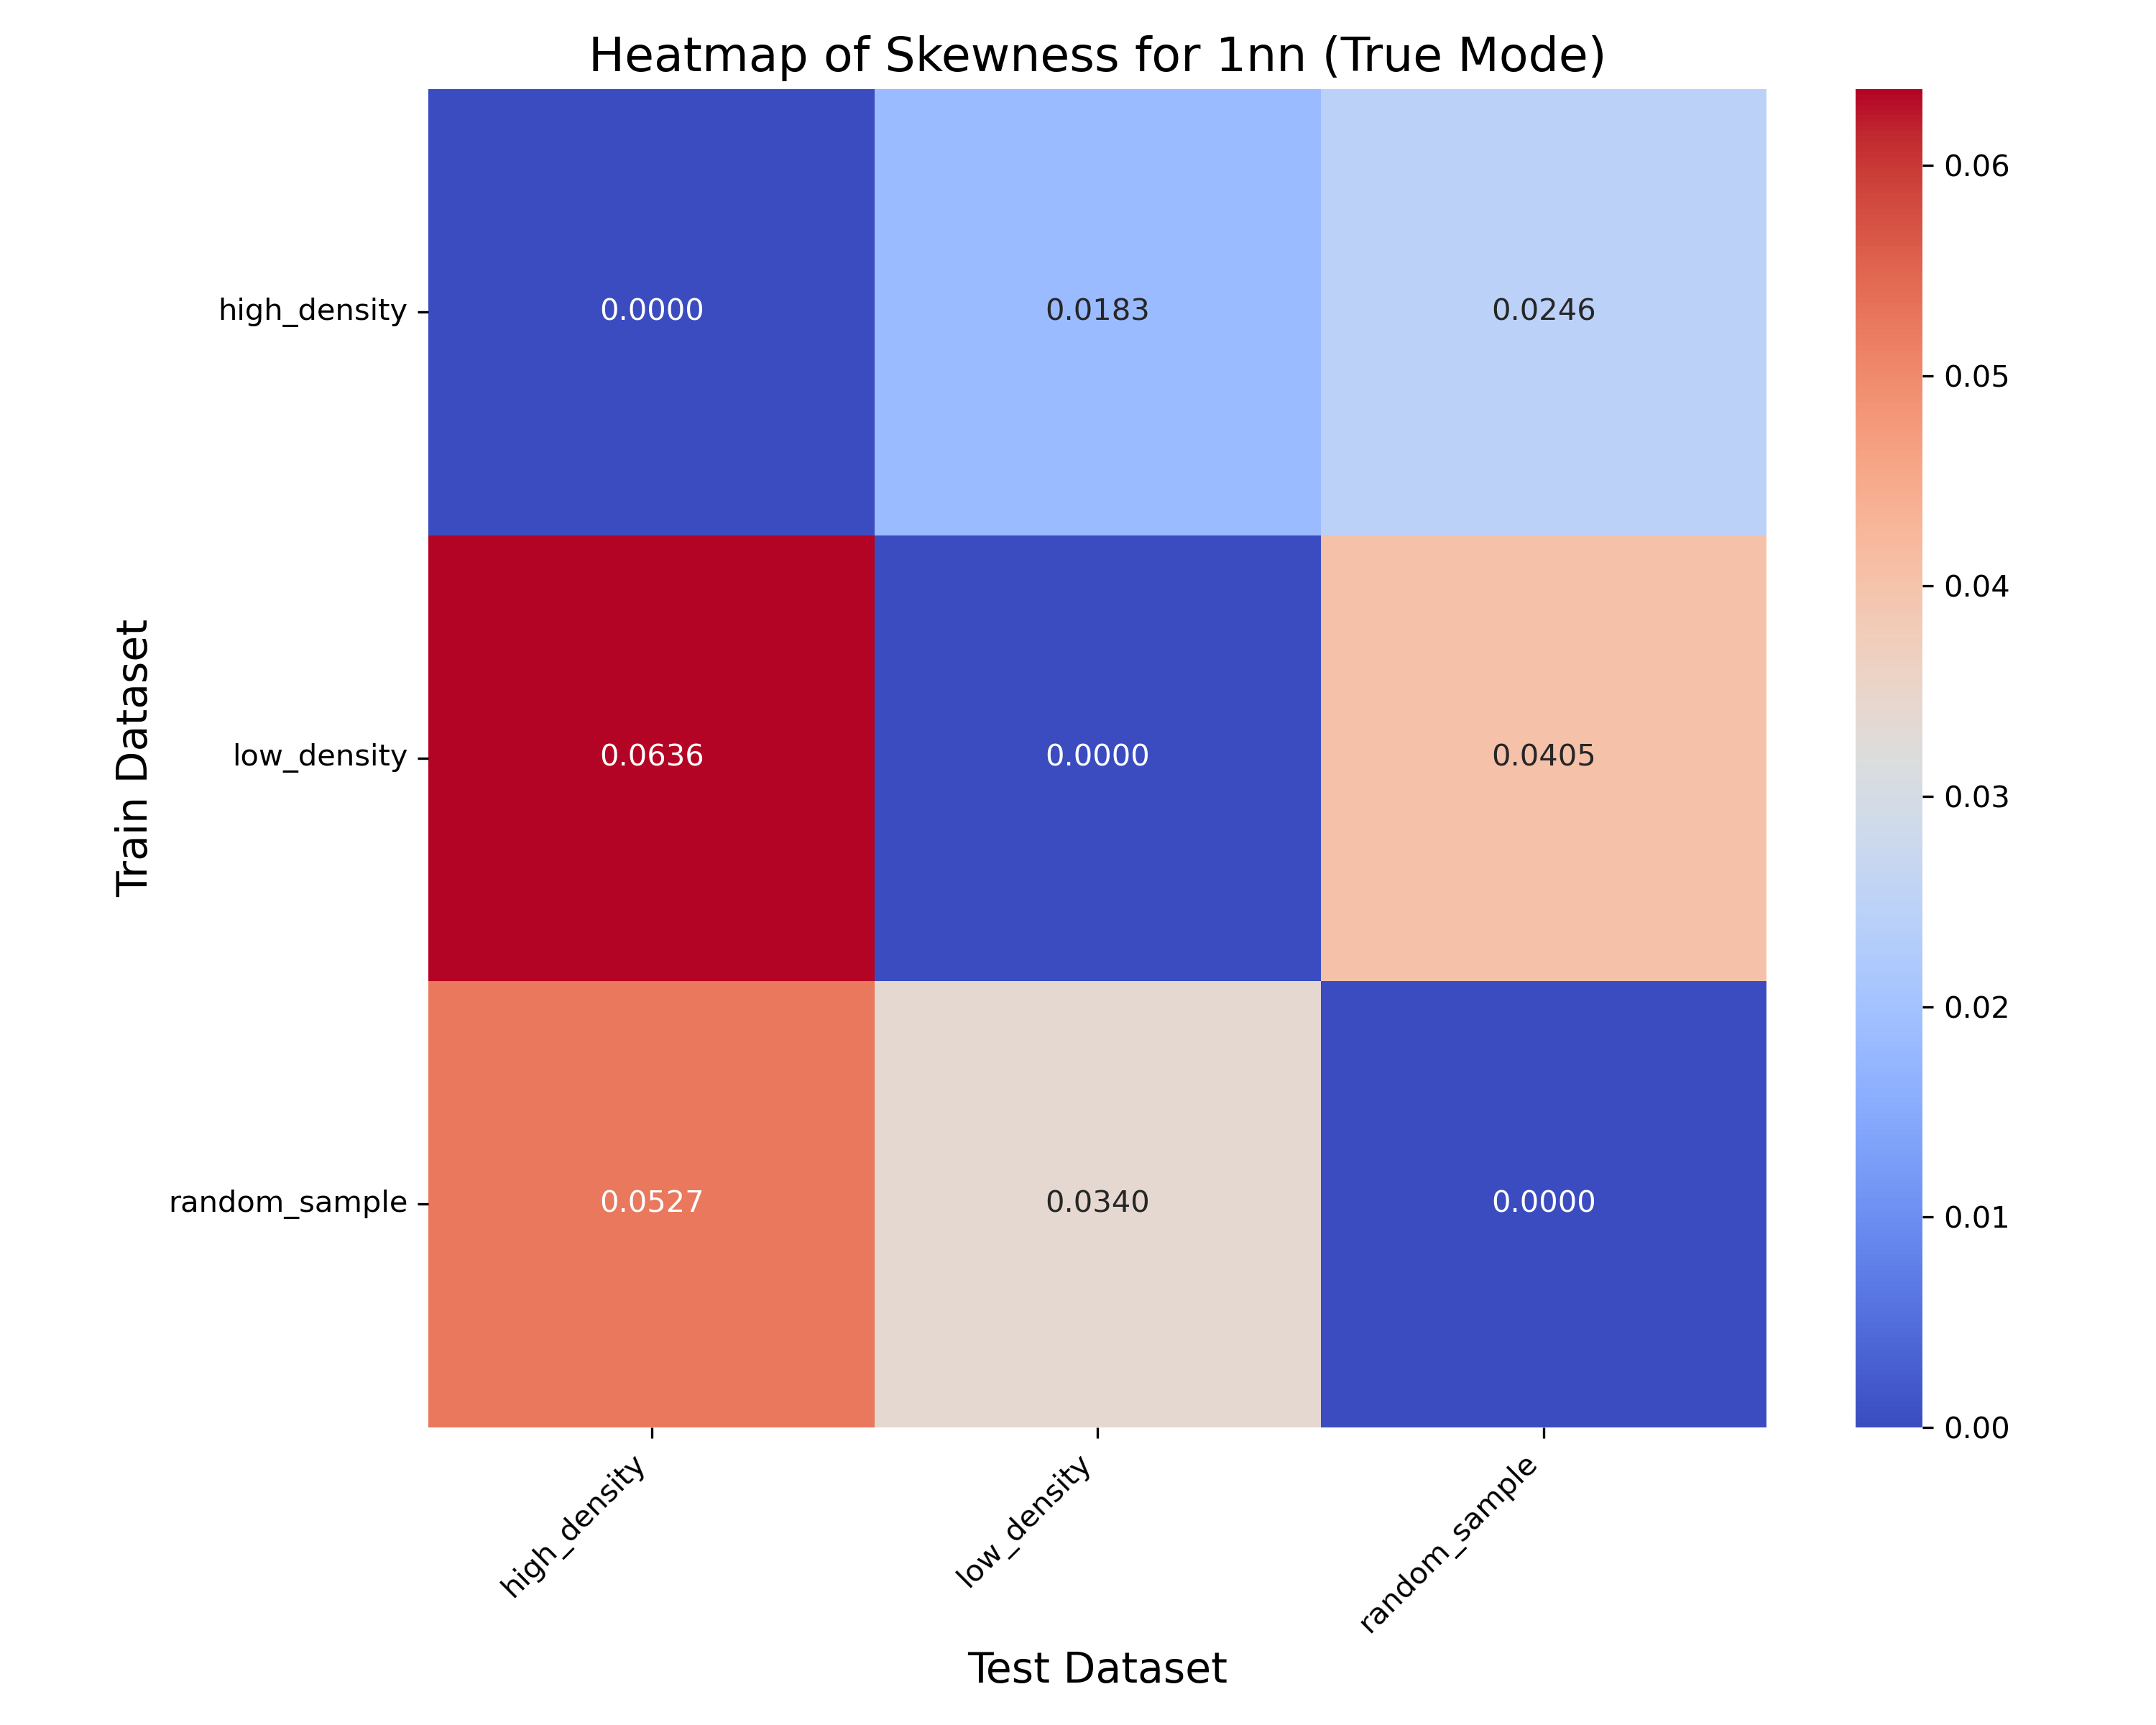 Heatmap of Skewness for 1nn (True Mode)
Train Dataset
high_density
low_density
random_sample
0.0000 0.0183 0.0246
0.0636 0.0000 0.0405
0.0527 0.0340 0.0000
high_density
low_density
random_sample
Test Dataset
0.06
0.05
0.04
0.03
0.02
0.01
0.00